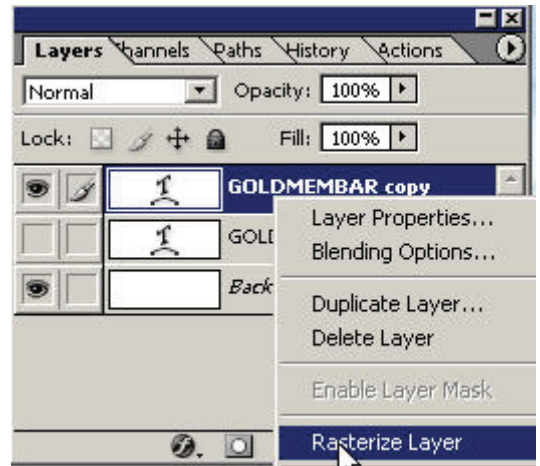 Layers Channels Paths History Actions
Normal Opacity: 100%
Lock: Fill: 100%
GOLDMEMBAR copy
Layer Properties...
GOLD
Blending Options...
Back
Duplicate Layer...
Delete Layer
Enable Layer Mask
Rasterize Layer